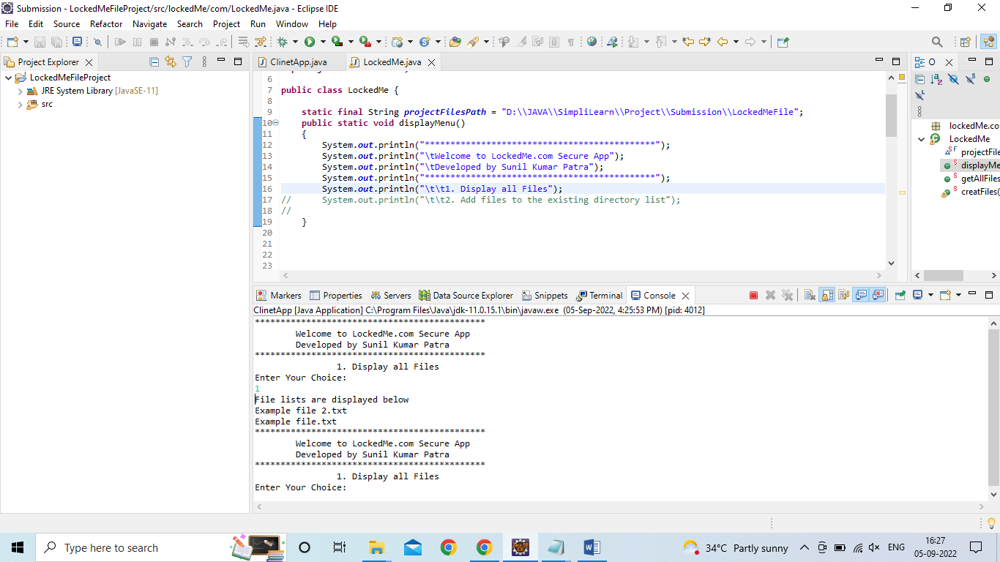 Submission - LockedMeFileProject/src/lockedMe/com/LockedMe.java - Eclipse IDE
File Edit Source Refactor Navigate Search Project Run Window Help
Project Explorer
LockedMeFileProject
JRE System Library [JavaSE-11]
src
ClinetApp.java LockedMe.java
6
7 public class LockedMe {
8
9 static final String projectFilesPath = "D:\\JAVA\\SimpliLearn\\Project\\Submission\\LockedMeFile";
10 public static void displayMenu()
11 {
12 System.out.println("*********************************************");
13 System.out.println("\tWelcome to LockedMe.com Secure App");
14 System.out.println("\tDeveloped by Sunil Kumar Patra");
15 System.out.println("*********************************************");
16 System.out.println("\t\t1. Display all Files");
17 // System.out.println("\t\t2. Add files to the existing directory list");
18 //
19 }
20
21
22
23
O
lockedMe.co
LockedMe
projectFile
displayMe
getAllFiles
creatFiles(
Markers Properties Servers Data Source Explorer Snippets Terminal Console
ClinetApp [Java Application] C:\Program Files\Java\jdk-11.0.15.1\bin\javaw.exe (05-Sep-2022, 4:25:53 PM) [pid: 4012]
*********************************************
Welcome to LockedMe.com Secure App
Developed by Sunil Kumar Patra
*********************************************
1. Display all Files
Enter Your Choice:
1
File lists are displayed below
Example file 2.txt
Example file.txt
*********************************************
Welcome to LockedMe.com Secure App
Developed by Sunil Kumar Patra
*********************************************
1. Display all Files
Enter Your Choice:
Type here to search
34°C Partly sunny
ENG
16:27
05-09-2022